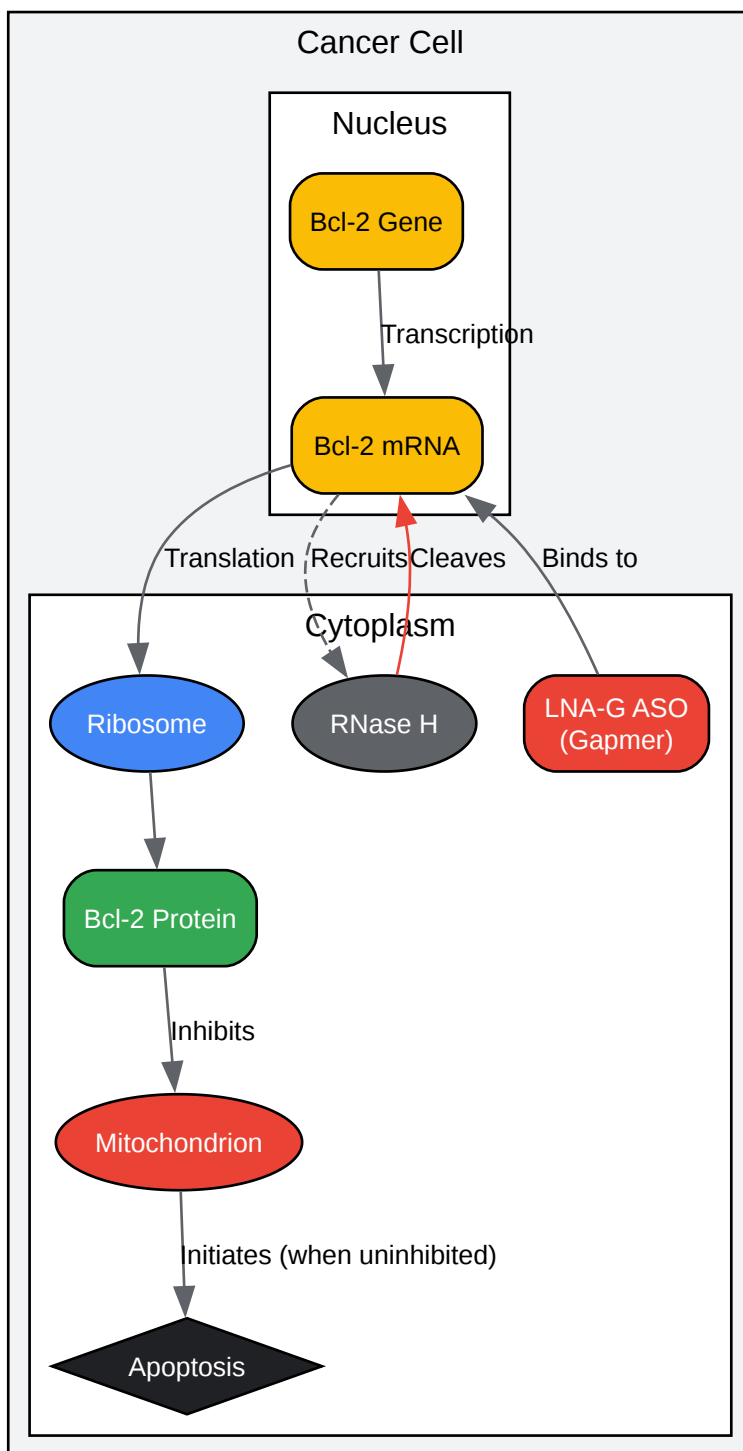 Cancer Cell
Nucleus
Bcl-2 Gene
Transcription
Bcl-2 mRNA
Translation
Recruits
Cleaves
Binds to
Cytoplasm
Ribosome
RNase H
LNA-G ASO
(Gapmer)
Bcl-2 Protein
Inhibits
Mitochondrion
Initiates (when uninhibited)
Apoptosis